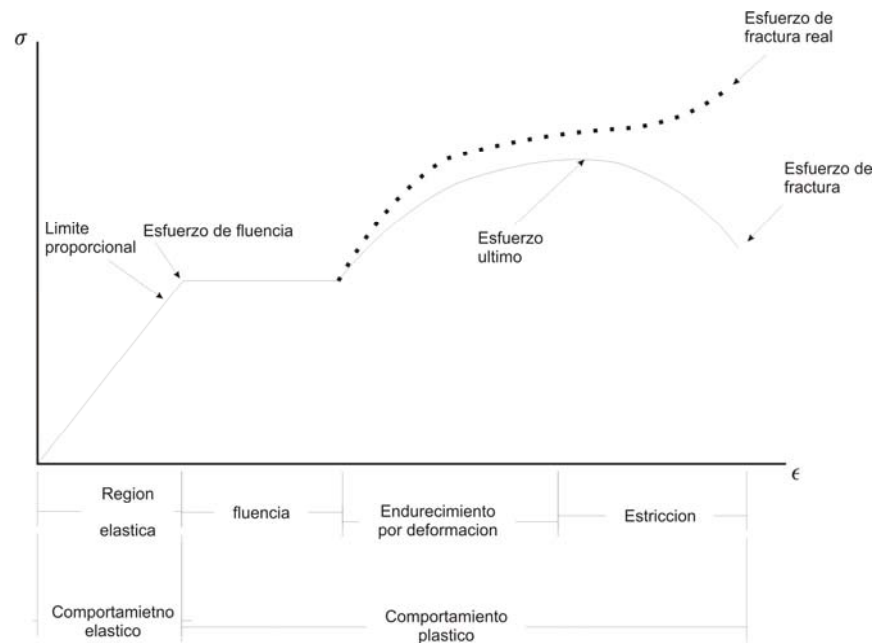 σ
Esfuerzo de
fractura real
Esfuerzo de
fractura
Limite
proporcional
Esfuerzo de fluencia
Esfuerzo
ultimo
ϵ
Region
elastica
fluencia
Endurecimiento
por deformacion
Estriccion
Comportamietno
elastico
Comportamiento
plastico